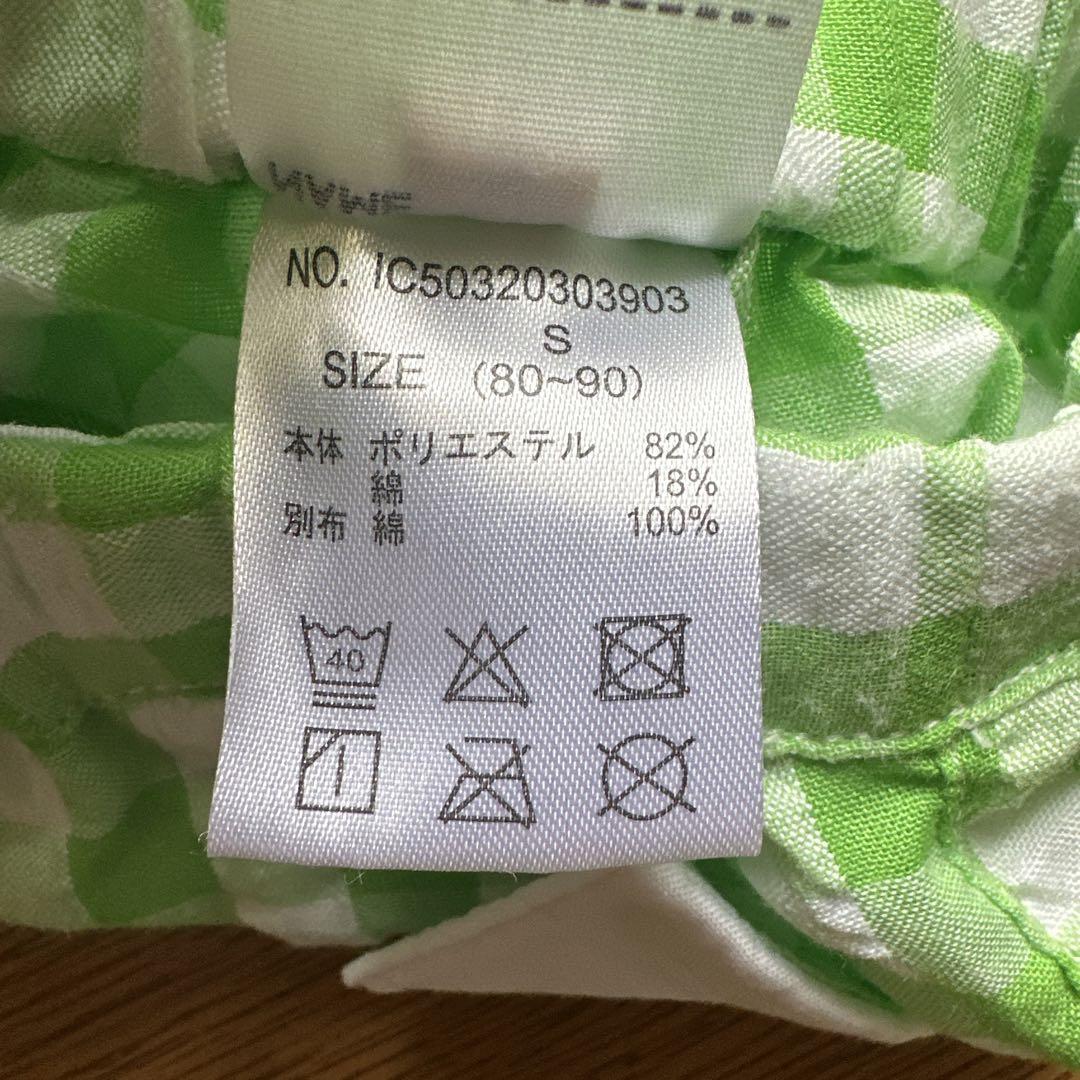 NAME
NO. IC50320303903
S
SIZE (80~90)
本体 ポリエステル 82%
綿 18%
別布 綿 100%
40